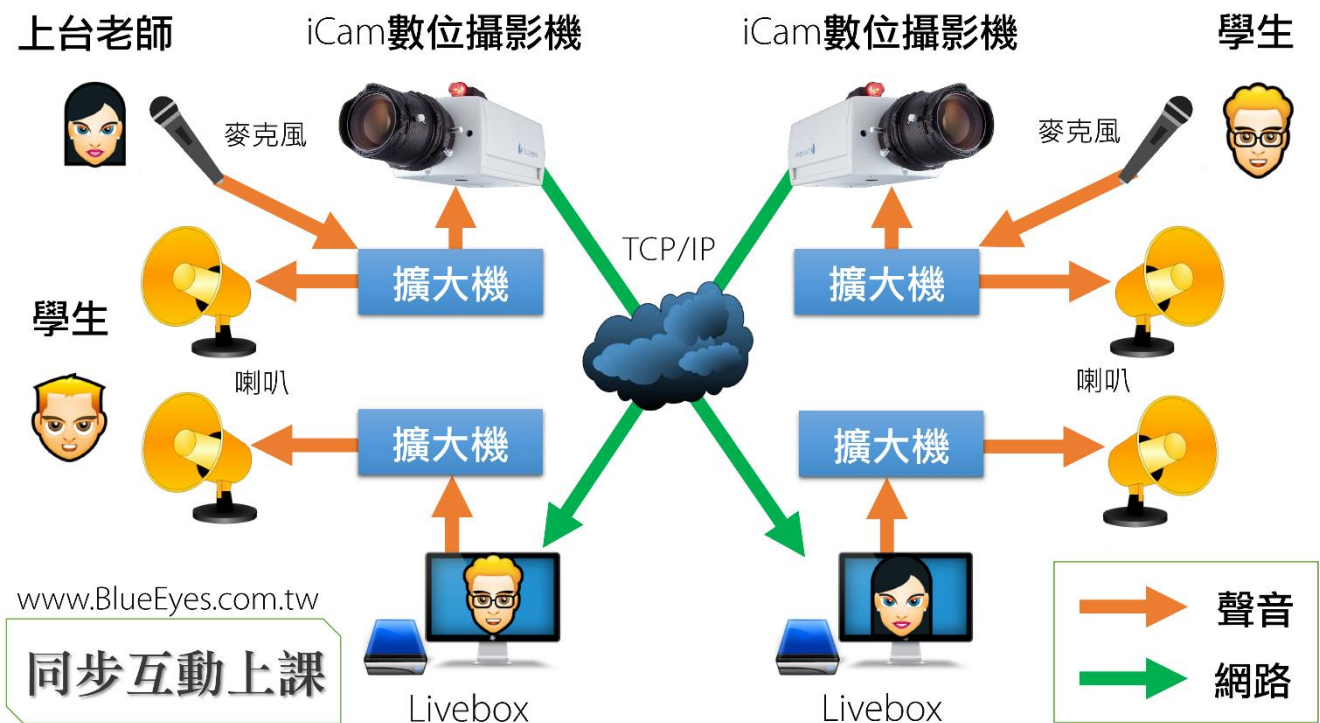 上台老師
iCam數位攝影機
iCam數位攝影機
學生
麥克風
麥克風
TCP/IP
擴大機
擴大機
學生
喇叭
喇叭
擴大機
擴大機
www.BlueEyes.com.tw
同步互動上課
Livebox
Livebox
聲音
網路